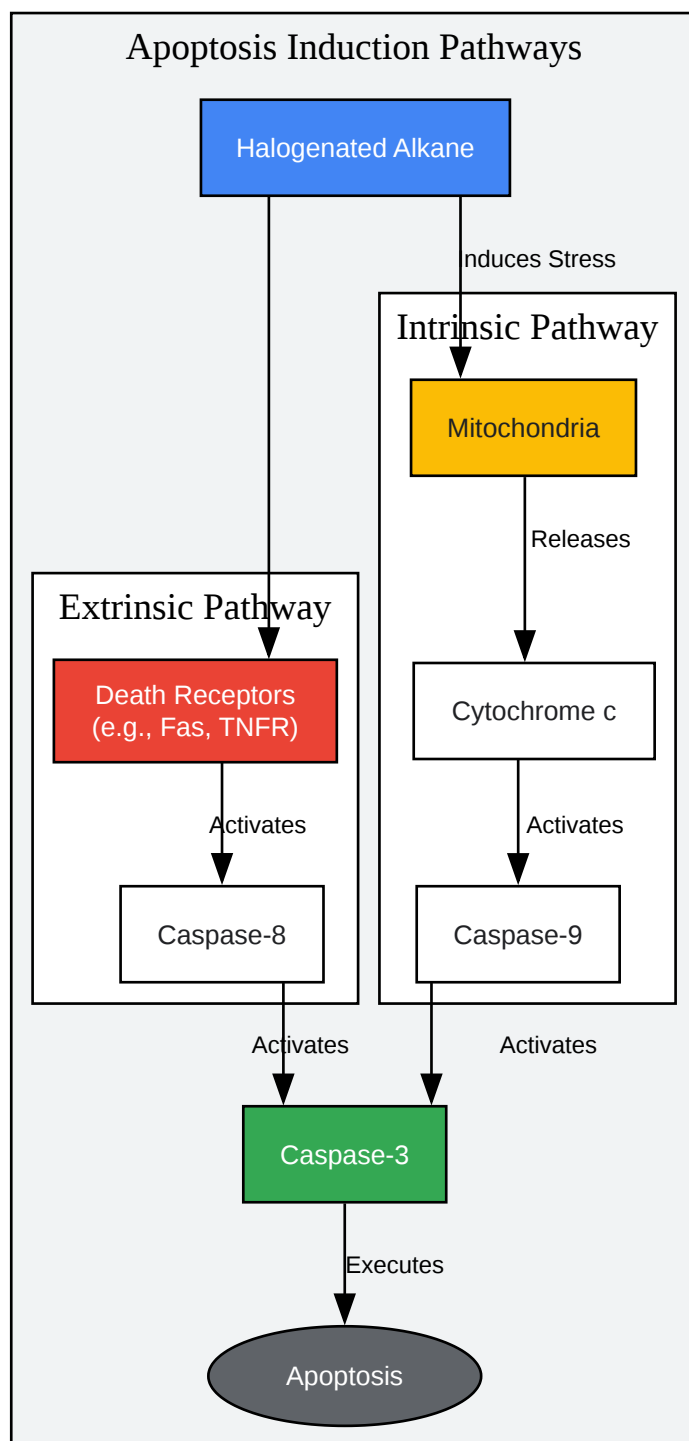 Apoptosis Induction Pathways
Halogenated Alkane
Induces Stress
Intrinsic Pathway
Mitochondria
Releases
Extrinsic Pathway
Death Receptors
(e.g., Fas, TNFR)
Cytochrome c
Activates
Activates
Caspase-8
Caspase-9
Activates
Activates
Caspase-3
Executes
Apoptosis